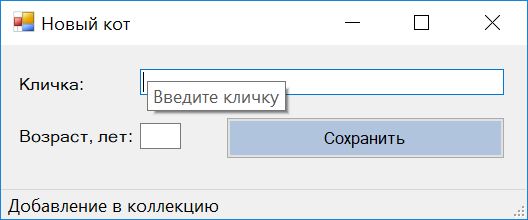 Новый кот
Кличка:
Введите кличку
Возраст, лет:
Сохранить
Добавление в коллекцию